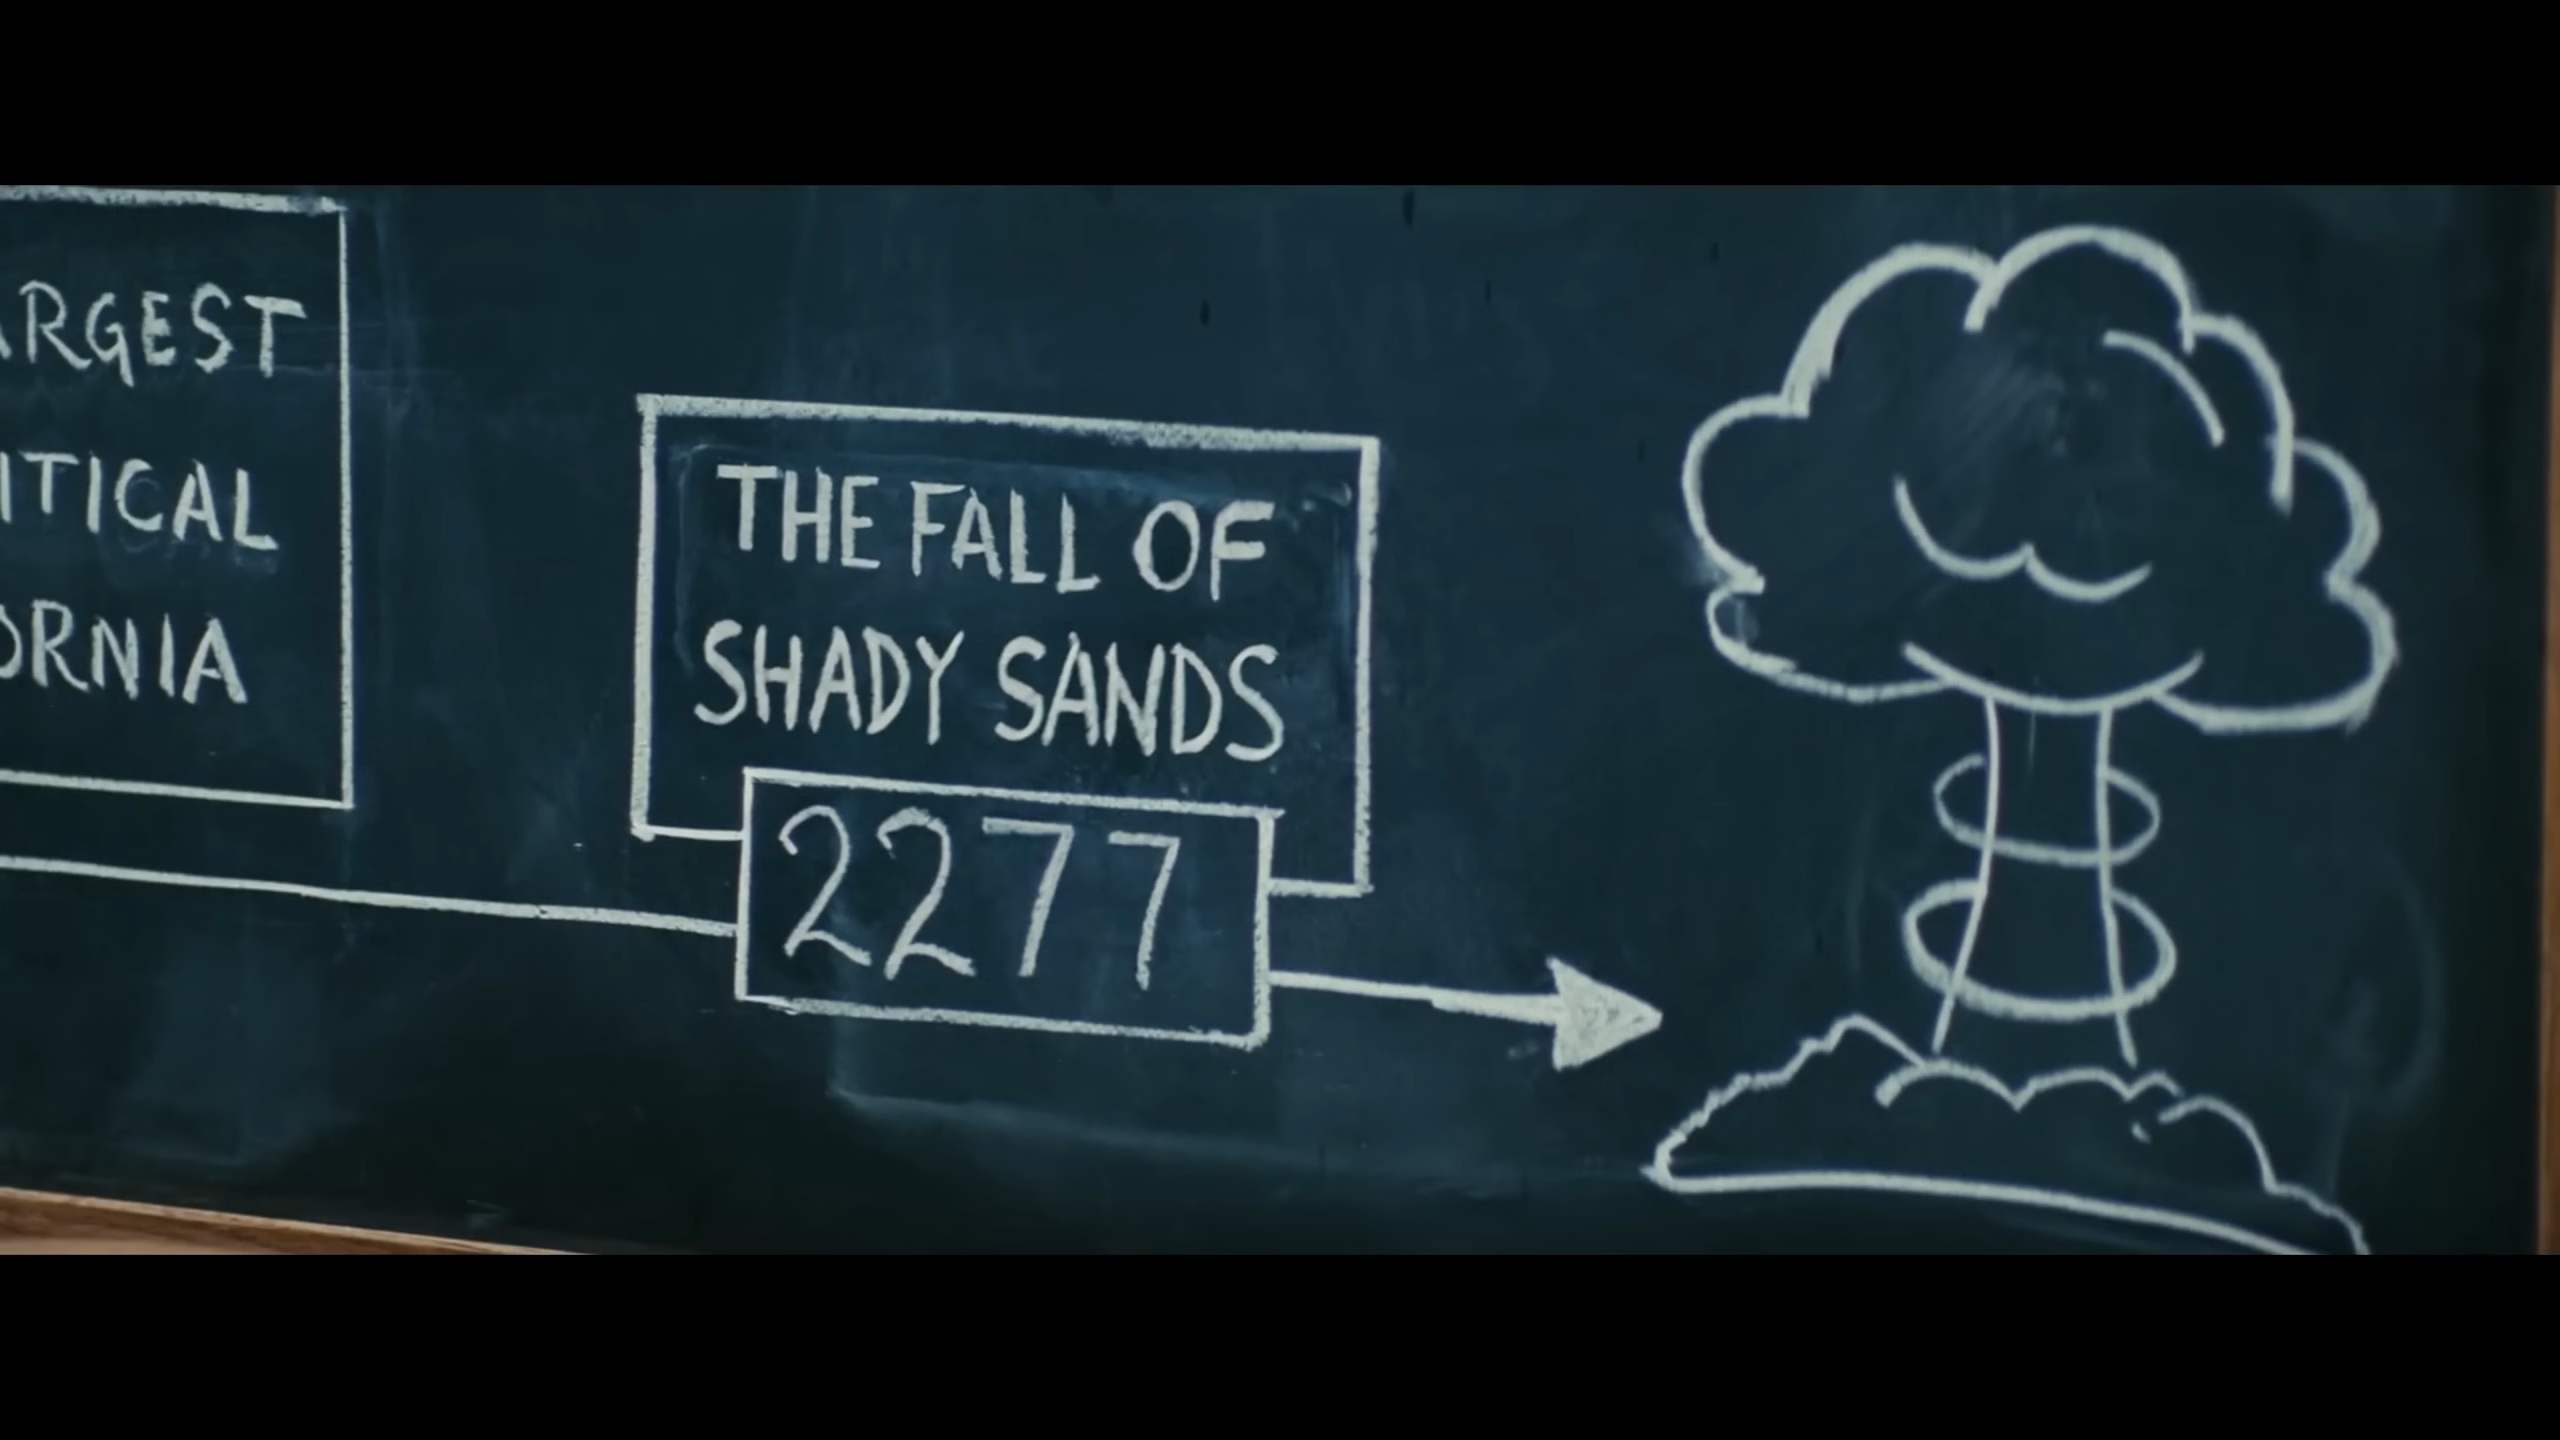 ARGEST
ITICAL
ORNIA
THE FALL OF
SHADY SANDS
2277